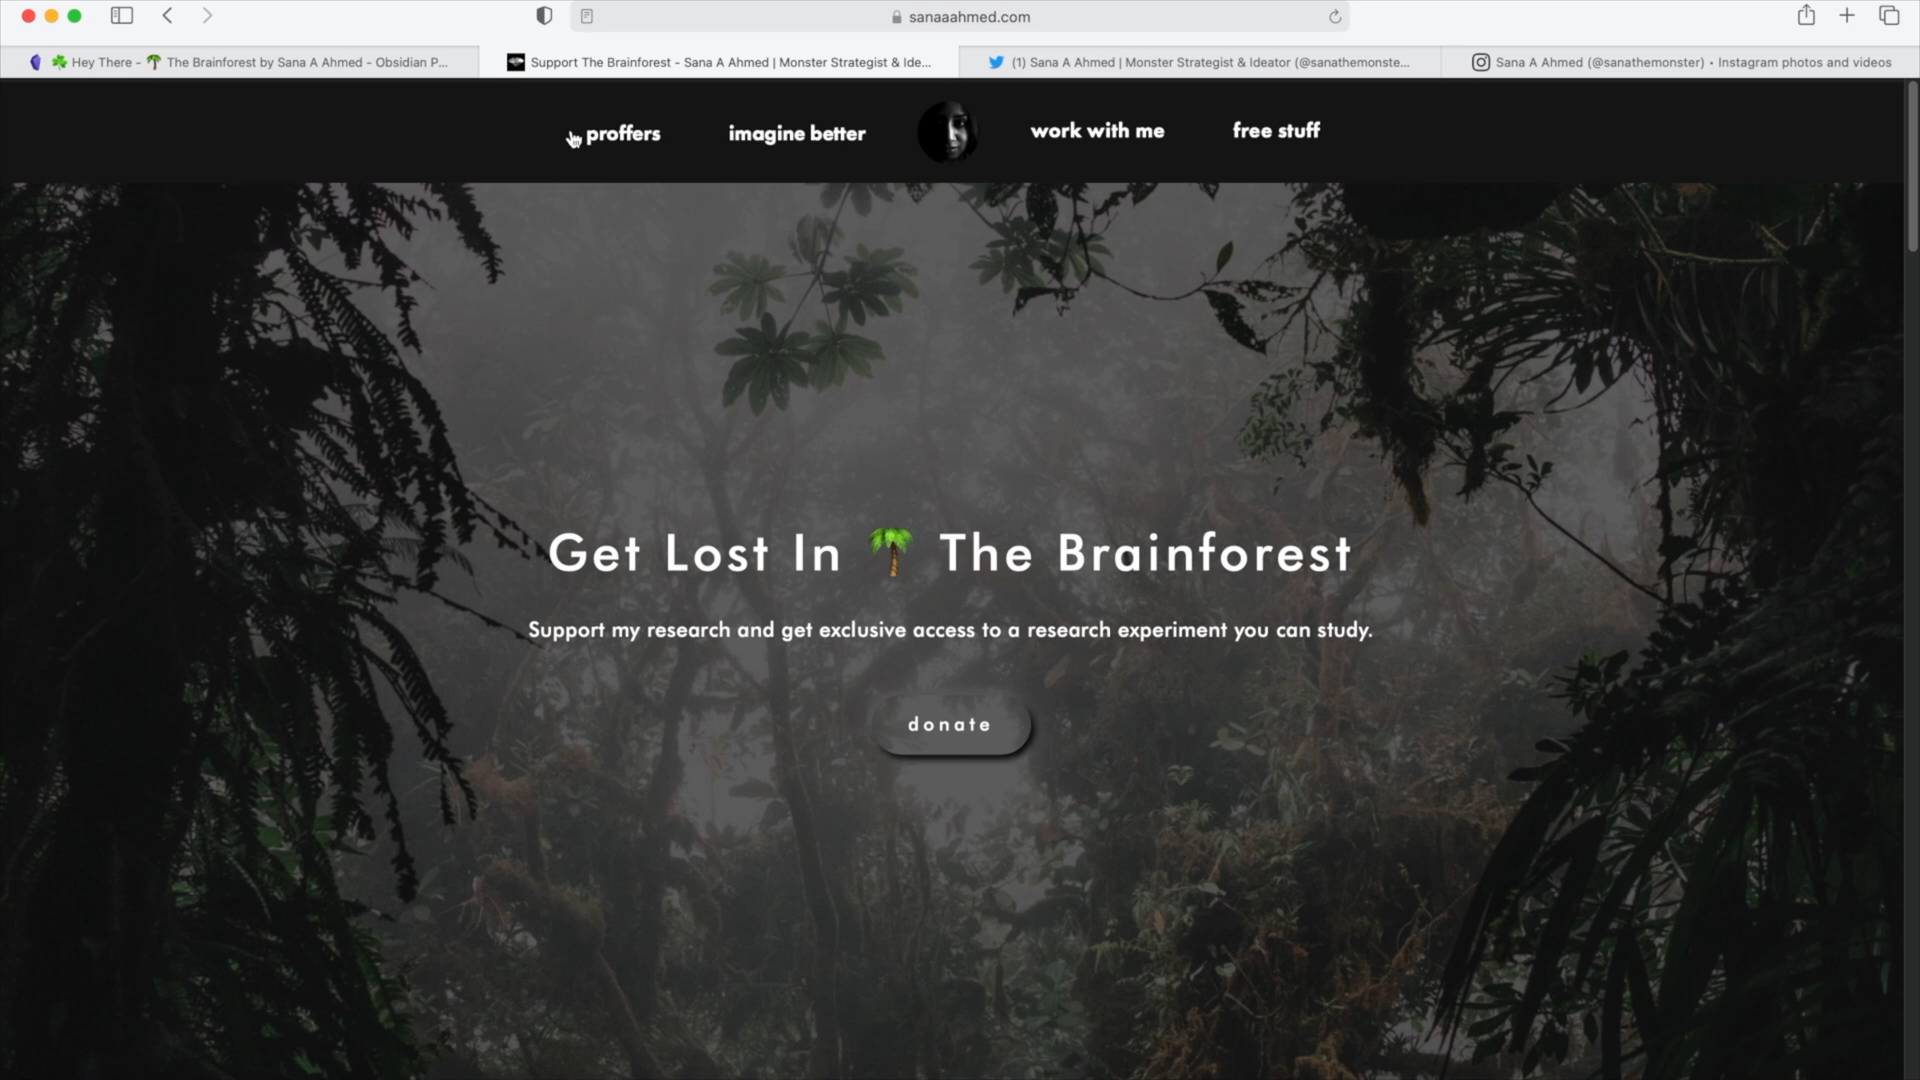 sanaaahmed.com
☘️ Hey There - 🌴 The Brainforest by Sana A Ahmed - Obsidian P...
Support The Brainforest - Sana A Ahmed | Monster Strategist & Ide...
(1) Sana A Ahmed | Monster Strategist & Ideator (@sanathemonste...
Sana A Ahmed (@sanathemonster) • Instagram photos and videos
proffers
imagine better
work with me
free stuff
Get Lost In 🌴 The Brainforest
Support my research and get exclusive access to a research experiment you can study.
donate